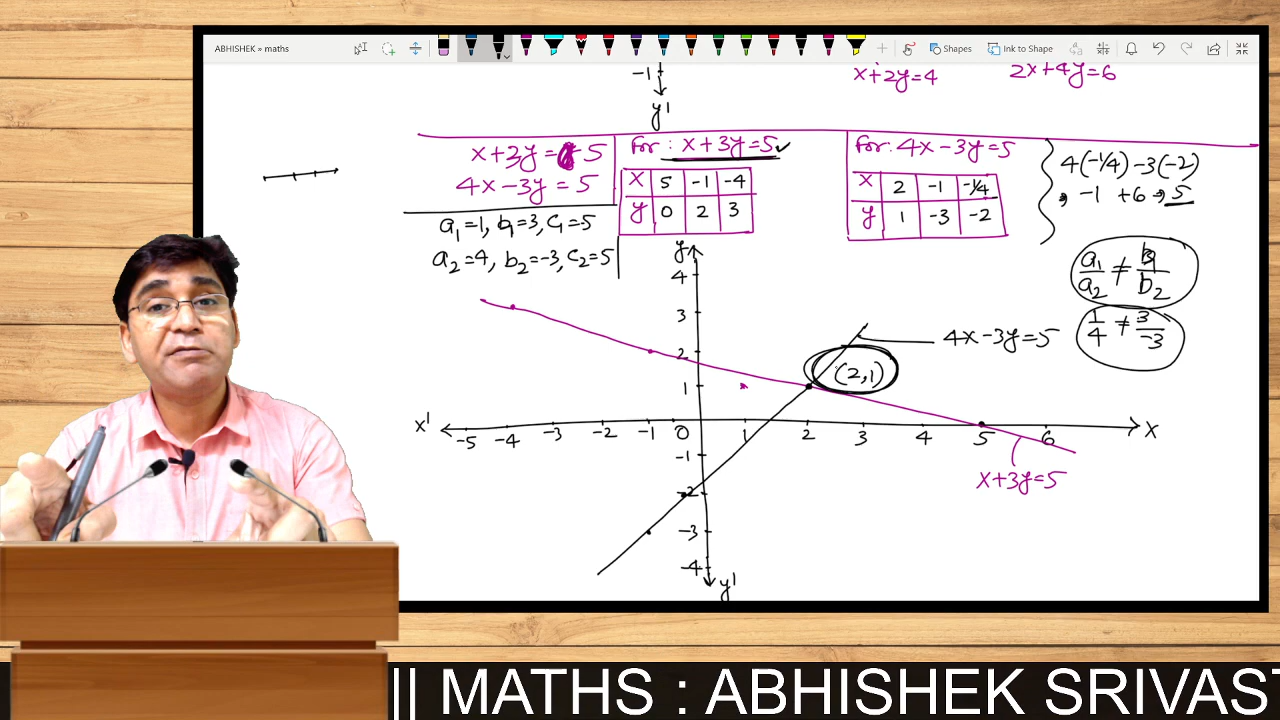 ABHISHEK » maths
Shapes
Ink to Shape
-1
y'
x+2y=4
2x+4y=6
x+2y= 5
4x-3y=5
a₁=1, b₁=3, c₁=5
a₂=4, b₂=-3, c₂=5
for: x+3y=5 ✓
x 5 -1 -4
y 0 2 3
For: 4x-3y=5
x 2 -1 -1/4
y 1 -3 -2
4(-1/4)-3(-2)
-1 +6 → 5
a₁/a₂ ≠ b₁/b₂
1/4 ≠ 3/-3
y
4
3
2
1
4x-3y=5
(2,1)
x' -5 -4 -3 -2 -1 0 1 2 3 4 5 6 x
-1
-2
-3
-4
y'
x+3y=5
|| MATHS : ABHISHEK SRIVAST